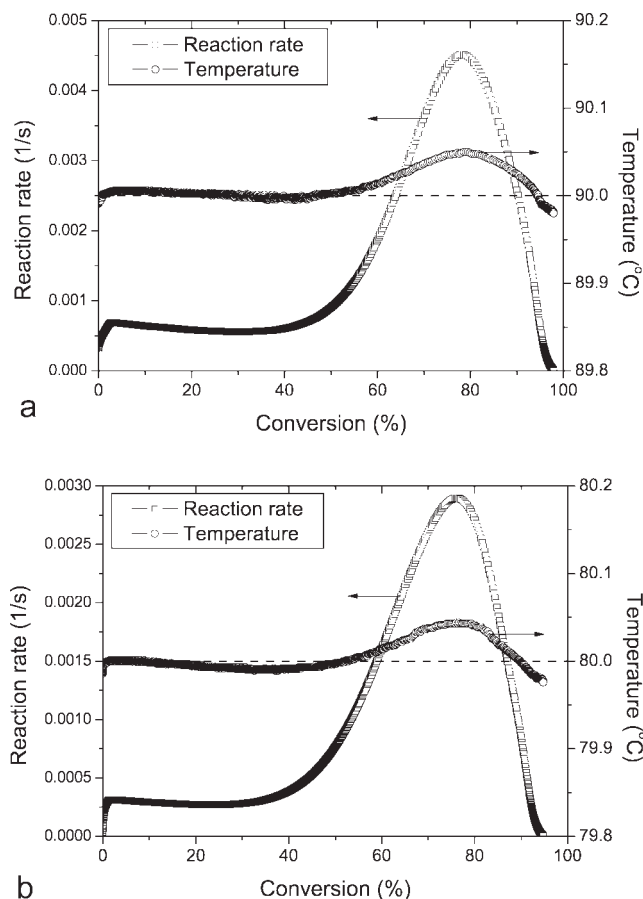 0.005
0.004
0.003
0.002
0.001
0.000
Reaction rate (1/s)
Reaction rate
Temperature
90.2
90.1
90.0
89.9
89.8
Temperature (°C)
0 20 40 60 80 100
Conversion (%)
a
0.0030
0.0025
0.0020
0.0015
0.0010
0.0005
0.0000
Reaction rate (1/s)
Reaction rate
Temperature
80.2
80.1
80.0
79.9
79.8
Temperature (°C)
0 20 40 60 80 100
Conversion (%)
b